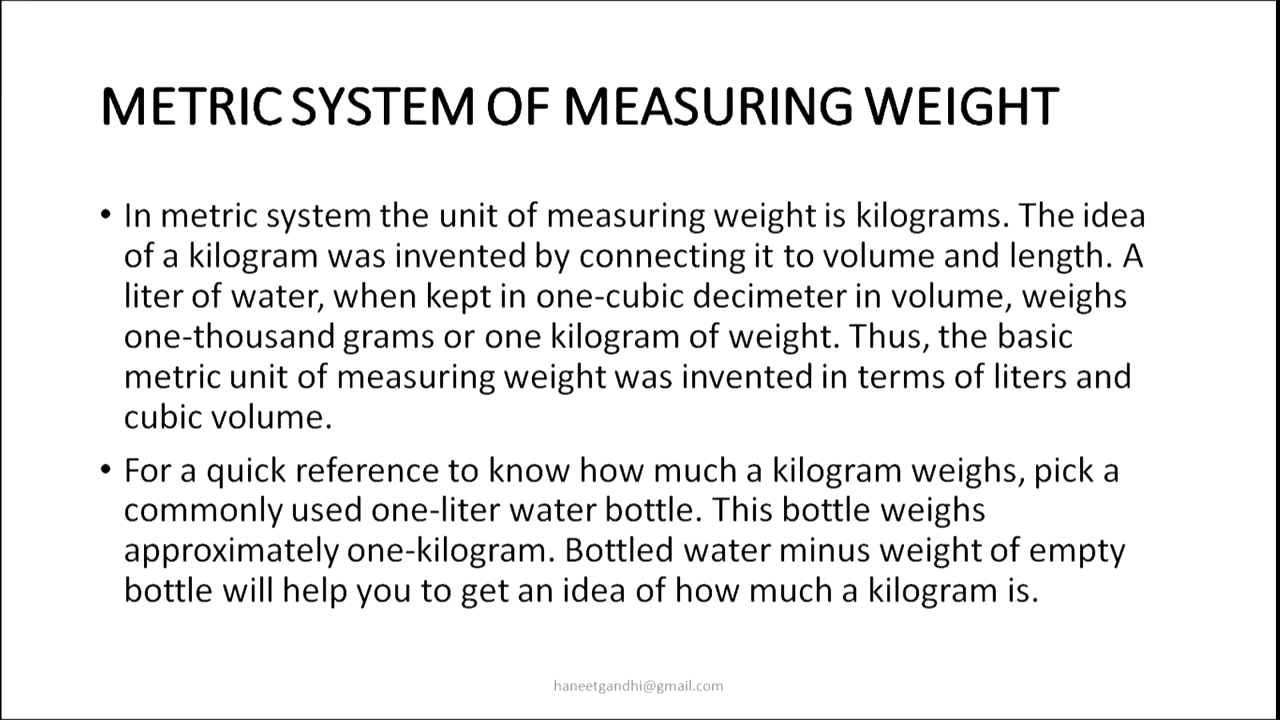 METRIC SYSTEM OF MEASURING WEIGHT
• In metric system the unit of measuring weight is kilograms. The idea
of a kilogram was invented by connecting it to volume and length. A
liter of water, when kept in one-cubic decimeter in volume, weighs
one-thousand grams or one kilogram of weight. Thus, the basic
metric unit of measuring weight was invented in terms of liters and
cubic volume.
• For a quick reference to know how much a kilogram weighs, pick a
commonly used one-liter water bottle. This bottle weighs
approximately one-kilogram. Bottled water minus weight of empty
bottle will help you to get an idea of how much a kilogram is.
haneetgandhi@gmail.com